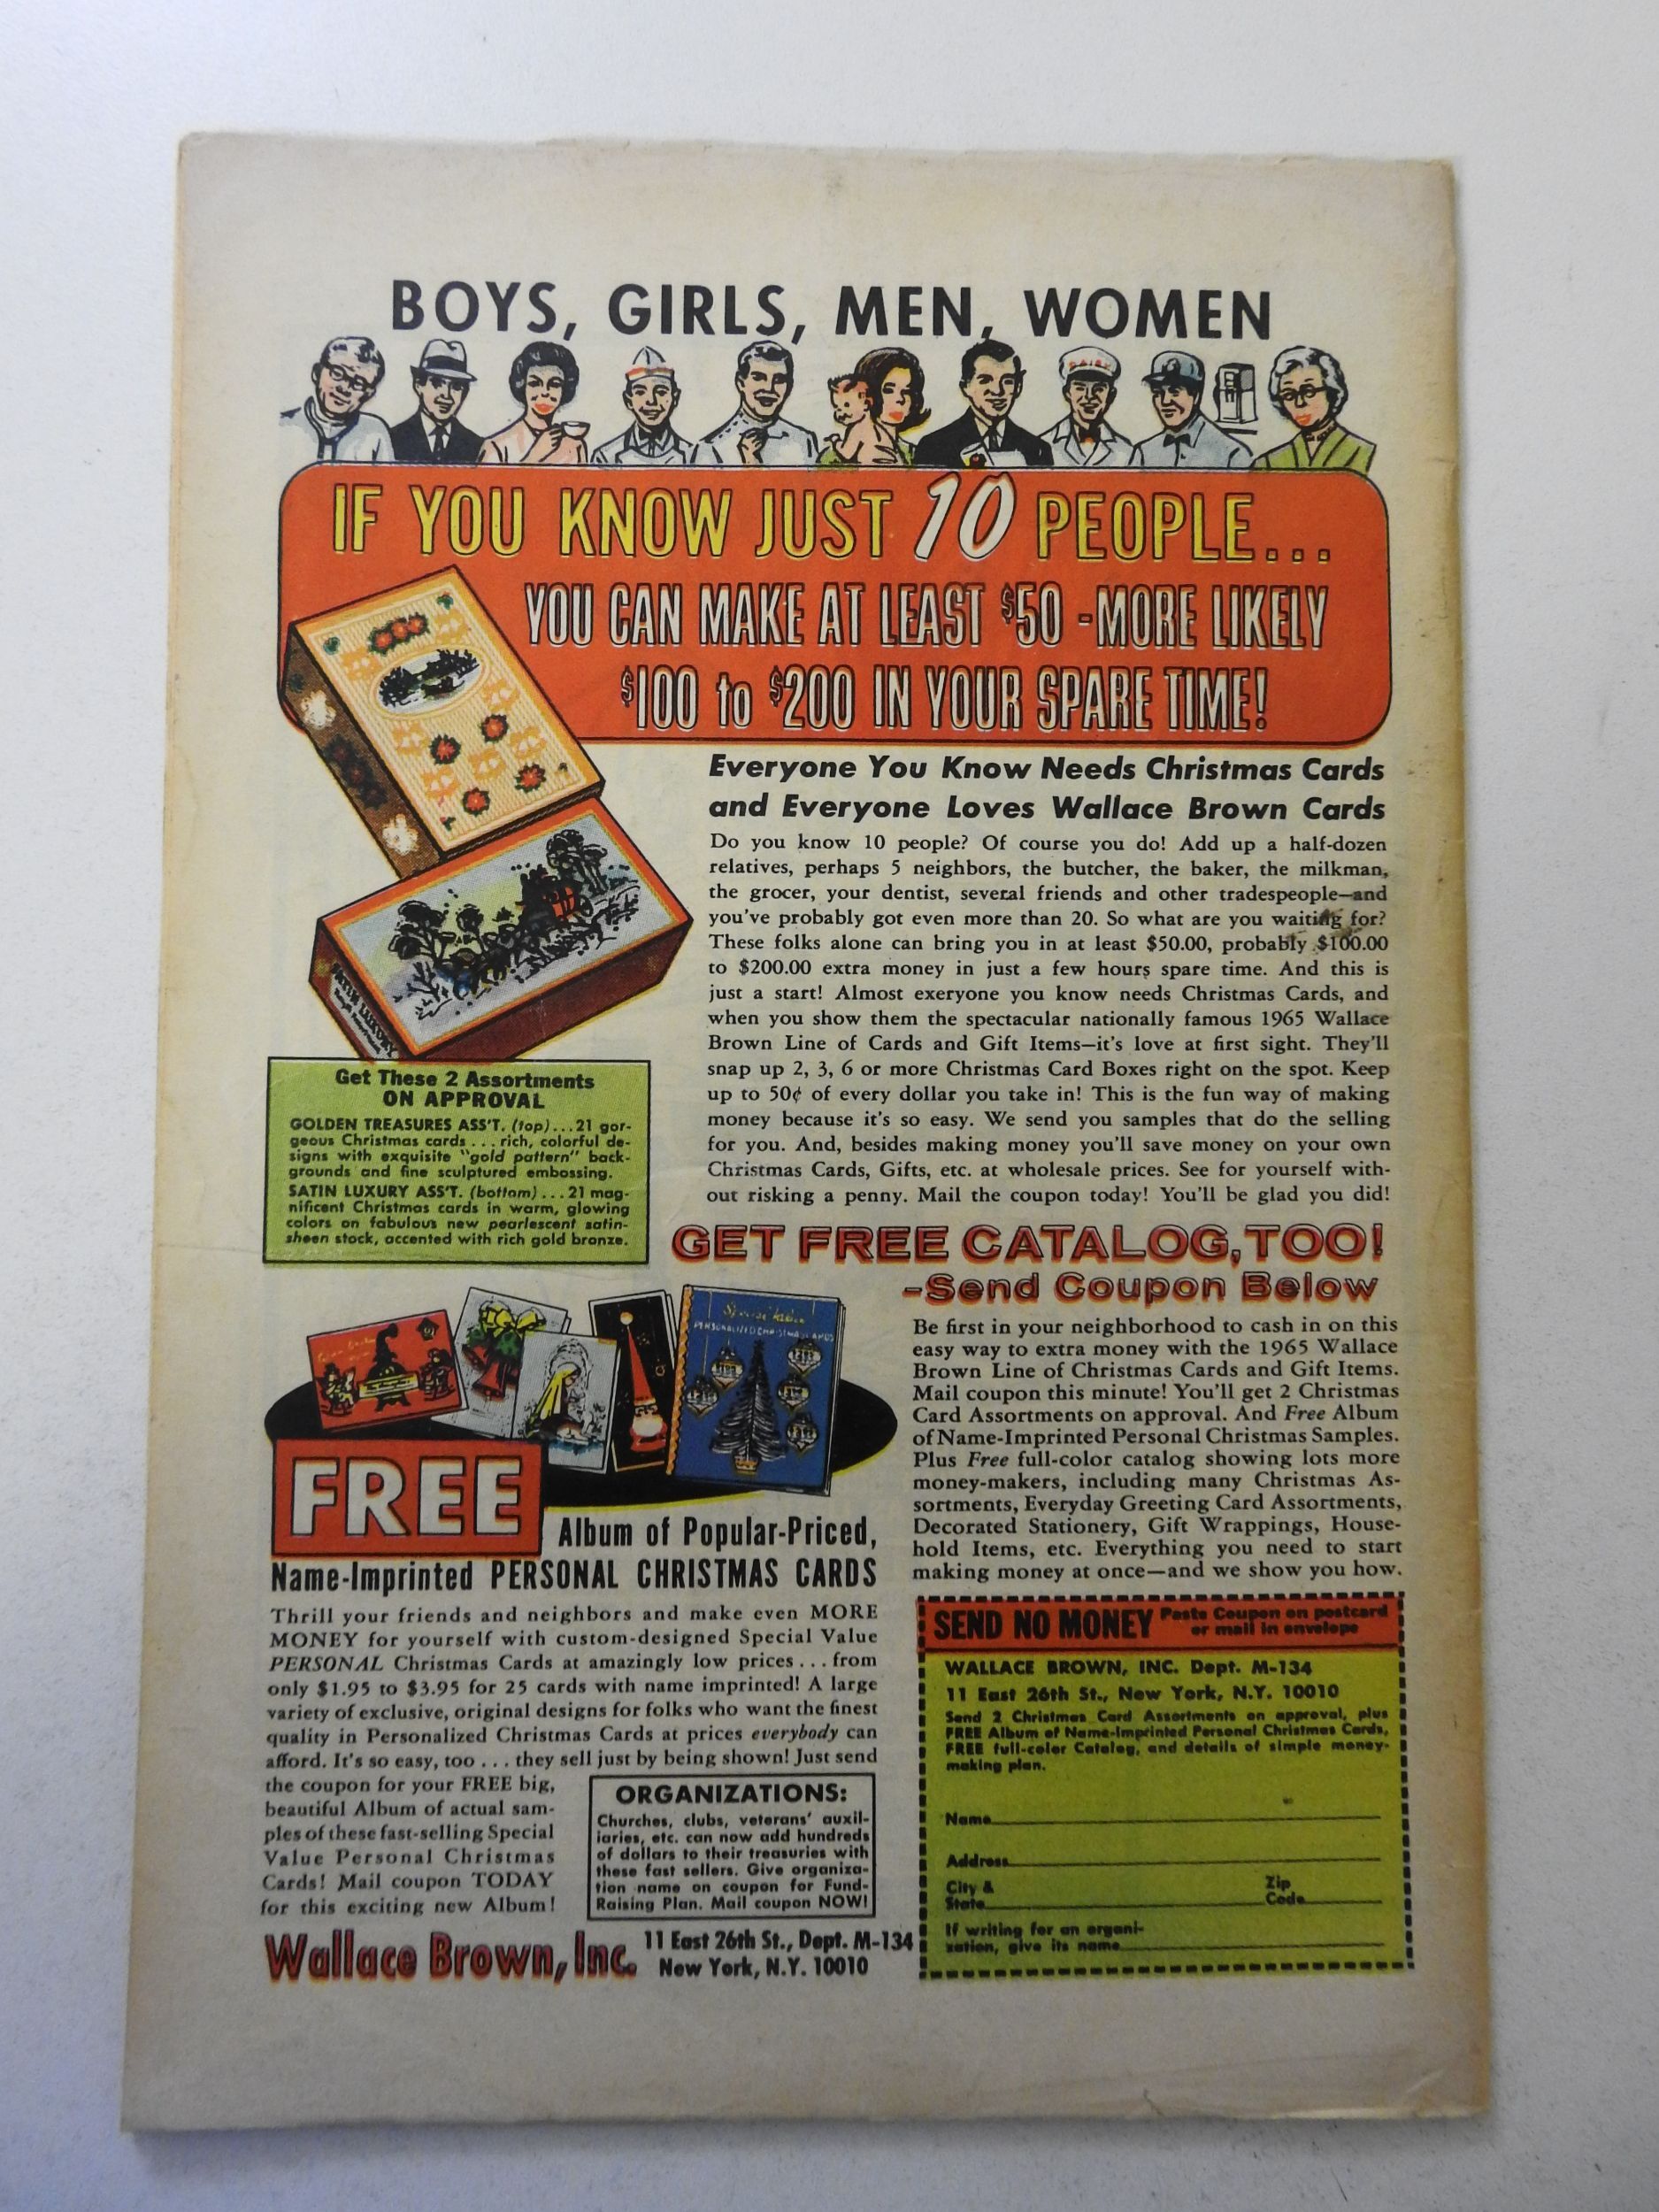 BOYS, GIRLS, MEN, WOMEN
DAIRY
IF YOU KNOW JUST 10 PEOPLE...
YOU CAN MAKE AT LEAST $50 - MORE LIKELY
$100 to $200 IN YOUR SPARE TIME!
Everyone You Know Needs Christmas Cards
and Everyone Loves Wallace Brown Cards
Do you know 10 people? Of course you do! Add up a half-dozen
relatives, perhaps 5 neighbors, the butcher, the baker, the milkman,
the grocer, your dentist, several friends and other tradespeople—and
you've probably got even more than 20. So what are you waiting for?
These folks alone can bring you in at least $50.00, probably $100.00
to $200.00 extra money in just a few hours spare time. And this is
just a start! Almost exeryone you know needs Christmas Cards, and
when you show them the spectacular nationally famous 1965 Wallace
Brown Line of Cards and Gift Items—it's love at first sight. They'll
snap up 2, 3, 6 or more Christmas Card Boxes right on the spot. Keep
up to 50¢ of every dollar you take in! This is the fun way of making
money because it's so easy. We send you samples that do the selling
for you. And, besides making money you'll save money on your own
Christmas Cards, Gifts, etc. at wholesale prices. See for yourself with-
out risking a penny. Mail the coupon today! You'll be glad you did!
SATIN LUXURY
Get These 2 Assortments
ON APPROVAL
GOLDEN TREASURES ASS'T. (top)...21 gor-
geous Christmas cards...rich, colorful de-
signs with exquisite "gold pattern" back-
grounds and fine sculptured embossing.
SATIN LUXURY ASS'T. (bottom)...21 mag-
nificent Christmas cards in warm, glowing
colors on fabulous new pearlescent satin-
sheen stock, accented with rich gold bronze.
GET FREE CATALOG, TOO!
-Send Coupon Below
Be first in your neighborhood to cash in on this
easy way to extra money with the 1965 Wallace
Brown Line of Christmas Cards and Gift Items.
Mail coupon this minute! You'll get 2 Christmas
Card Assortments on approval. And Free Album
of Name-Imprinted Personal Christmas Samples.
Plus Free full-color catalog showing lots more
money-makers, including many Christmas As-
sortments, Everyday Greeting Card Assortments,
Decorated Stationery, Gift Wrappings, House-
hold Items, etc. Everything you need to start
making money at once—and we show you how.
Special Value
PERSONALIZED CHRISTMAS CARDS
FREE
Album of Popular-Priced,
Name-Imprinted PERSONAL CHRISTMAS CARDS
Thrill your friends and neighbors and make even MORE
MONEY for yourself with custom-designed Special Value
PERSONAL Christmas Cards at amazingly low prices...from
only $1.95 to $3.95 for 25 cards with name imprinted! A large
variety of exclusive, original designs for folks who want the finest
quality in Personalized Christmas Cards at prices everybody can
afford. It's so easy, too...they sell just by being shown! Just send
the coupon for your FREE big,
beautiful Album of actual sam-
ples of these fast-selling Special
Value Personal Christmas
Cards! Mail coupon TODAY
for this exciting new Album!
ORGANIZATIONS:
Churches, clubs, veterans' auxil-
iaries, etc. can now add hundreds
of dollars to their treasuries with
these fast sellers. Give organiza-
tion name on coupon for Fund-
Raising Plan. Mail coupon NOW!
Wallace Brown, Inc.
11 East 26th St., Dept. M-134
New York, N.Y. 10010
SEND NO MONEY
Paste Coupon on postcard
or mail in envelope
WALLACE BROWN, INC. Dept. M-134
11 East 26th St., New York, N.Y. 10010
Send 2 Christmas Card Assortments on approval, plus
FREE Album of Name-Imprinted Personal Christmas Cards,
FREE full-color Catalog, and details of simple money-
making plan.
Name
Address
City & State
Zip Code
If writing for an organi-
zation, give its name